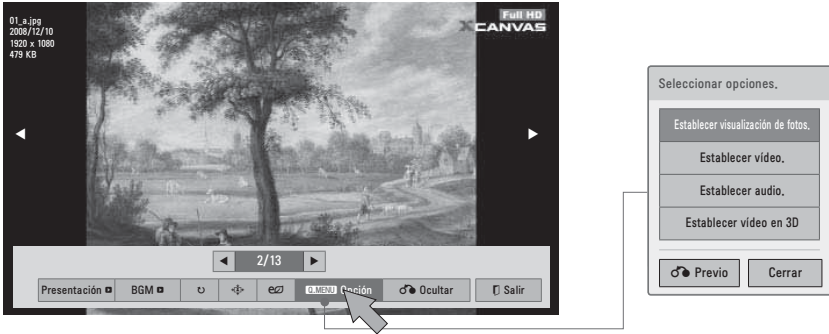 01_a.jpg
2008/12/10
1920 x 1080
479 KB
Full HD
XCANVAS
2/13
Presentación
BGM
Q.MENU Opción
Ocultar
Salir
Seleccionar opciones.
Establecer visualización de fotos.
Establecer vídeo.
Establecer audio.
Establecer vídeo en 3D
Previo
Cerrar